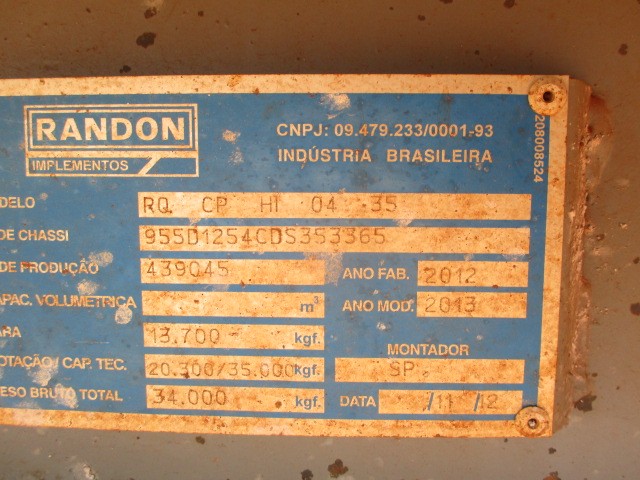 RANDON
IMPLEMENTOS
CNPJ: 09.479.233/0001-93
INDÚSTRIA BRASILEIRA
208008524
DELO RQ CP HI 04 35
DE CHASSI 955D1254CDS353365
DE PRODUÇÃO 439045 ANO FAB. 2012
APAC. VOLUMÉTRICA m³ ANO MOD. 2013
ARA 13.700 kgf.
MONTADOR
OTAÇÃO / CAP. TEC. 20.300/35.000 kgf. SP
ESO BRUTO TOTAL 34.000 kgf. DATA /11 /12